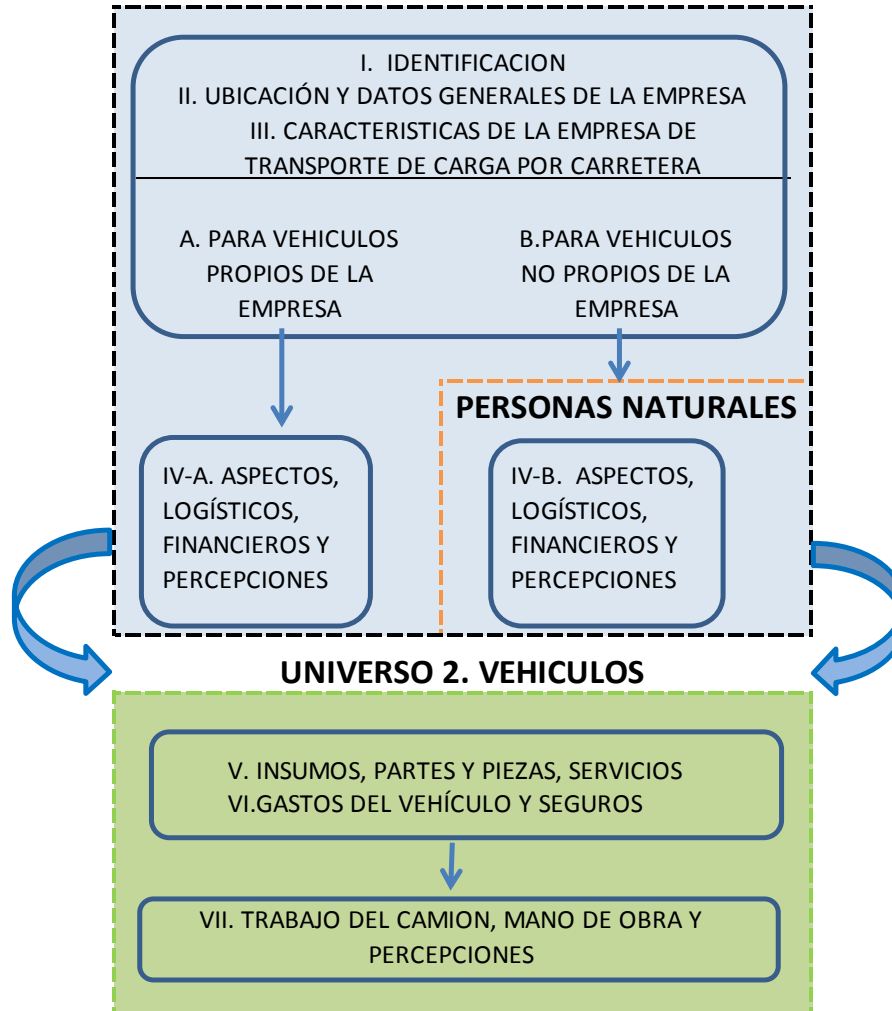 I. IDENTIFICACION
II. UBICACIÓN Y DATOS GENERALES DE LA EMPRESA
III. CARACTERISTICAS DE LA EMPRESA DE
TRANSPORTE DE CARGA POR CARRETERA
A. PARA VEHICULOS
PROPIOS DE LA
EMPRESA
B.PARA VEHICULOS
NO PROPIOS DE LA
EMPRESA
PERSONAS NATURALES
IV-A. ASPECTOS,
LOGÍSTICOS,
FINANCIEROS Y
PERCEPCIONES
IV-B. ASPECTOS,
LOGÍSTICOS,
FINANCIEROS Y
PERCEPCIONES
UNIVERSO 2. VEHICULOS
V. INSUMOS, PARTES Y PIEZAS, SERVICIOS
VI.GASTOS DEL VEHÍCULO Y SEGUROS
VII. TRABAJO DEL CAMION, MANO DE OBRA Y
PERCEPCIONES